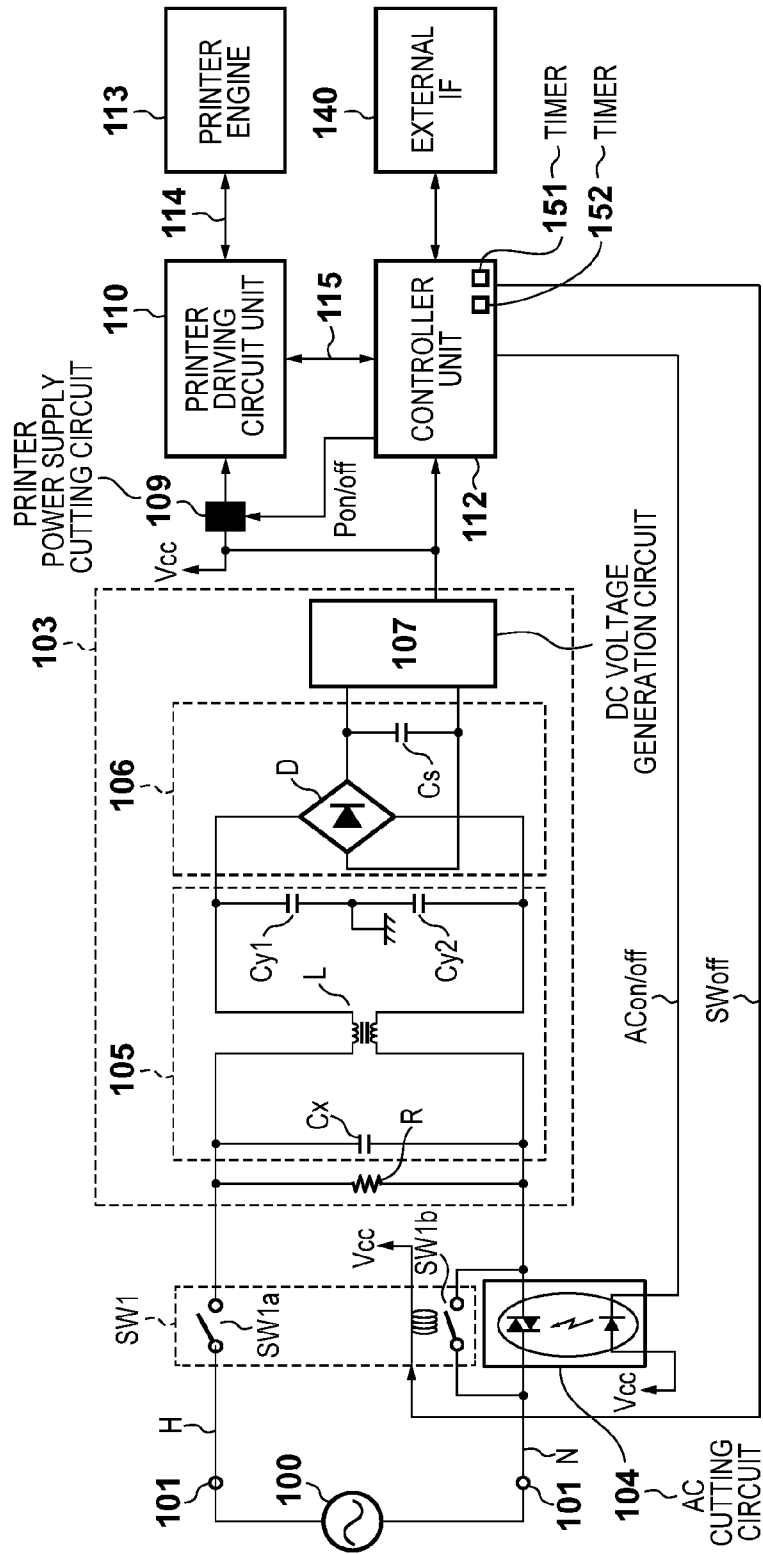 113
PRINTER
ENGINE
140
EXTERNAL
IF
114
151
TIMER
152
TIMER
110
PRINTER
DRIVING
CIRCUIT UNIT
115
CONTROLLER
UNIT
112
PRINTER
POWER SUPPLY
CUTTING CIRCUIT
109
Vcc
Pon/off
103
107
DC VOLTAGE
GENERATION CIRCUIT
106
D
Cs
105
Cy1
Cy2
L
Cx
R
ACon/off
SWoff
SW1
SW1a
Vcc
SW1b
Vcc
H
N
101
100
101
104
AC
CUTTING
CIRCUIT